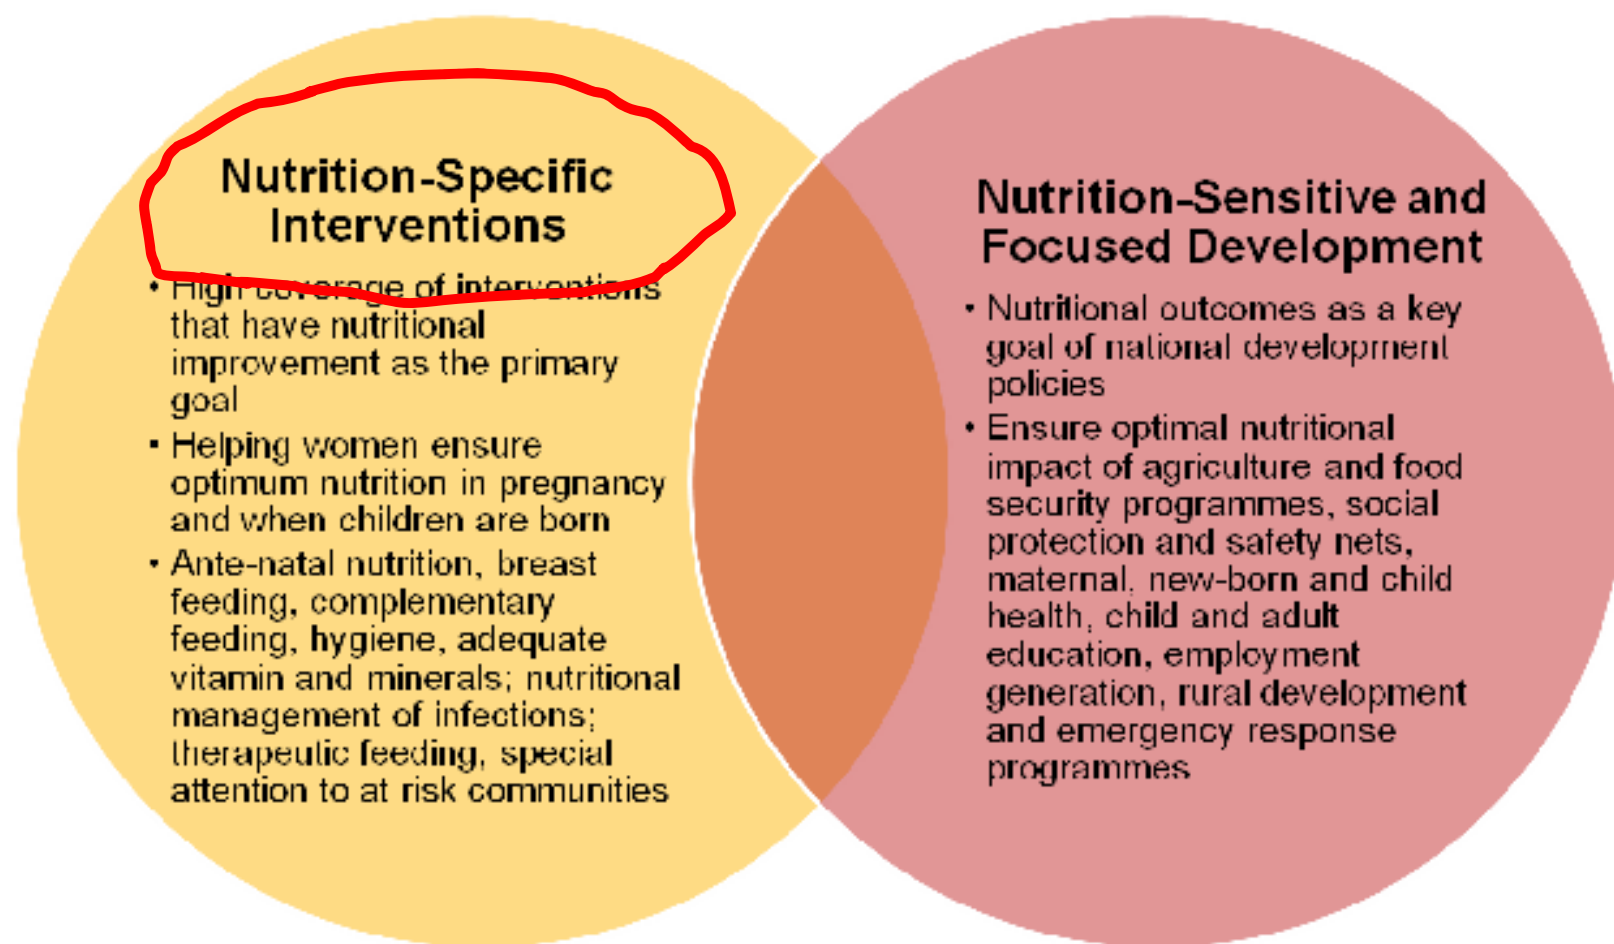 Nutrition-Specific
Interventions
• High coverage of interventions
that have nutritional
improvement as the primary
goal
• Helping women ensure
optimum nutrition in pregnancy
and when children are born
• Ante-natal nutrition, breast
feeding, complementary
feeding, hygiene, adequate
vitamin and minerals; nutritional
management of infections;
therapeutic feeding, special
attention to at risk communities
Nutrition-Sensitive and
Focused Development
• Nutritional outcomes as a key
goal of national development
policies
• Ensure optimal nutritional
impact of agriculture and food
security programmes, social
protection and safety nets,
maternal, new-born and child
health, child and adult
education, employment
generation, rural development
and emergency response
programmes